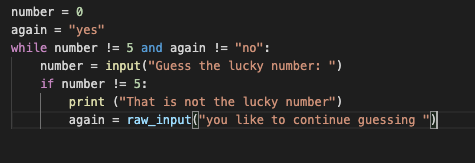 number = 0
again = "yes"
while number != 5 and again != "no":
    number = input("Guess the lucky number: ")
    if number != 5:
        print ("That is not the lucky number")
        again = raw_input("you like to continue guessing ")